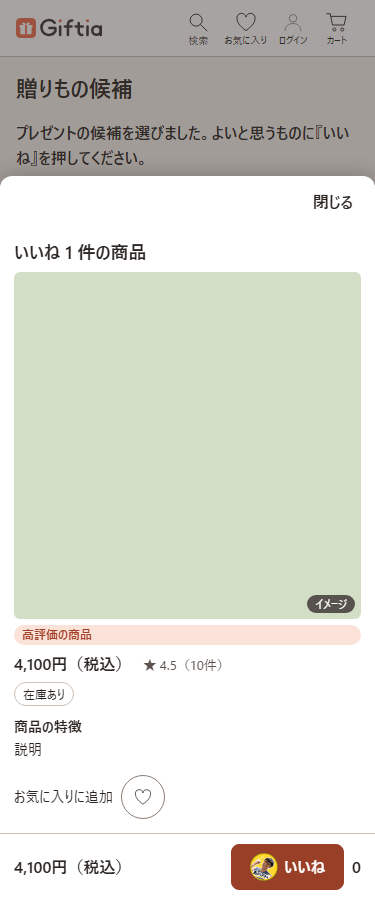 Giftia
検索
お気に入り
ログイン
カート
贈りもの候補
プレゼントの候補を選びました。よいと思うものに『いい
ね』を押してください。
閉じる
いいね 1 件の商品
イメージ
高評価の商品
4,100円（税込）
★ 4.5（10件）
在庫あり
商品の特徴
説明
お気に入りに追加
4,100円（税込）
いいね
0